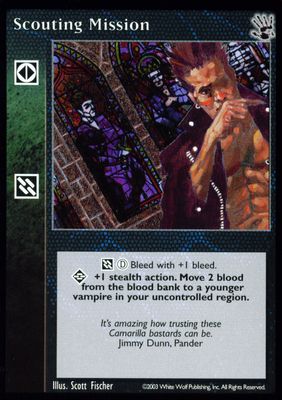 Scouting Mission
D Bleed with +1 bleed.
+1 stealth action. Move 2 blood
from the blood bank to a younger
vampire in your uncontrolled region.
It's amazing how trusting these
Camarilla bastards can be.
Jimmy Dunn, Pander
Illus. Scott Fischer
©2003 White Wolf Publishing, Inc. All Rights Reserved.